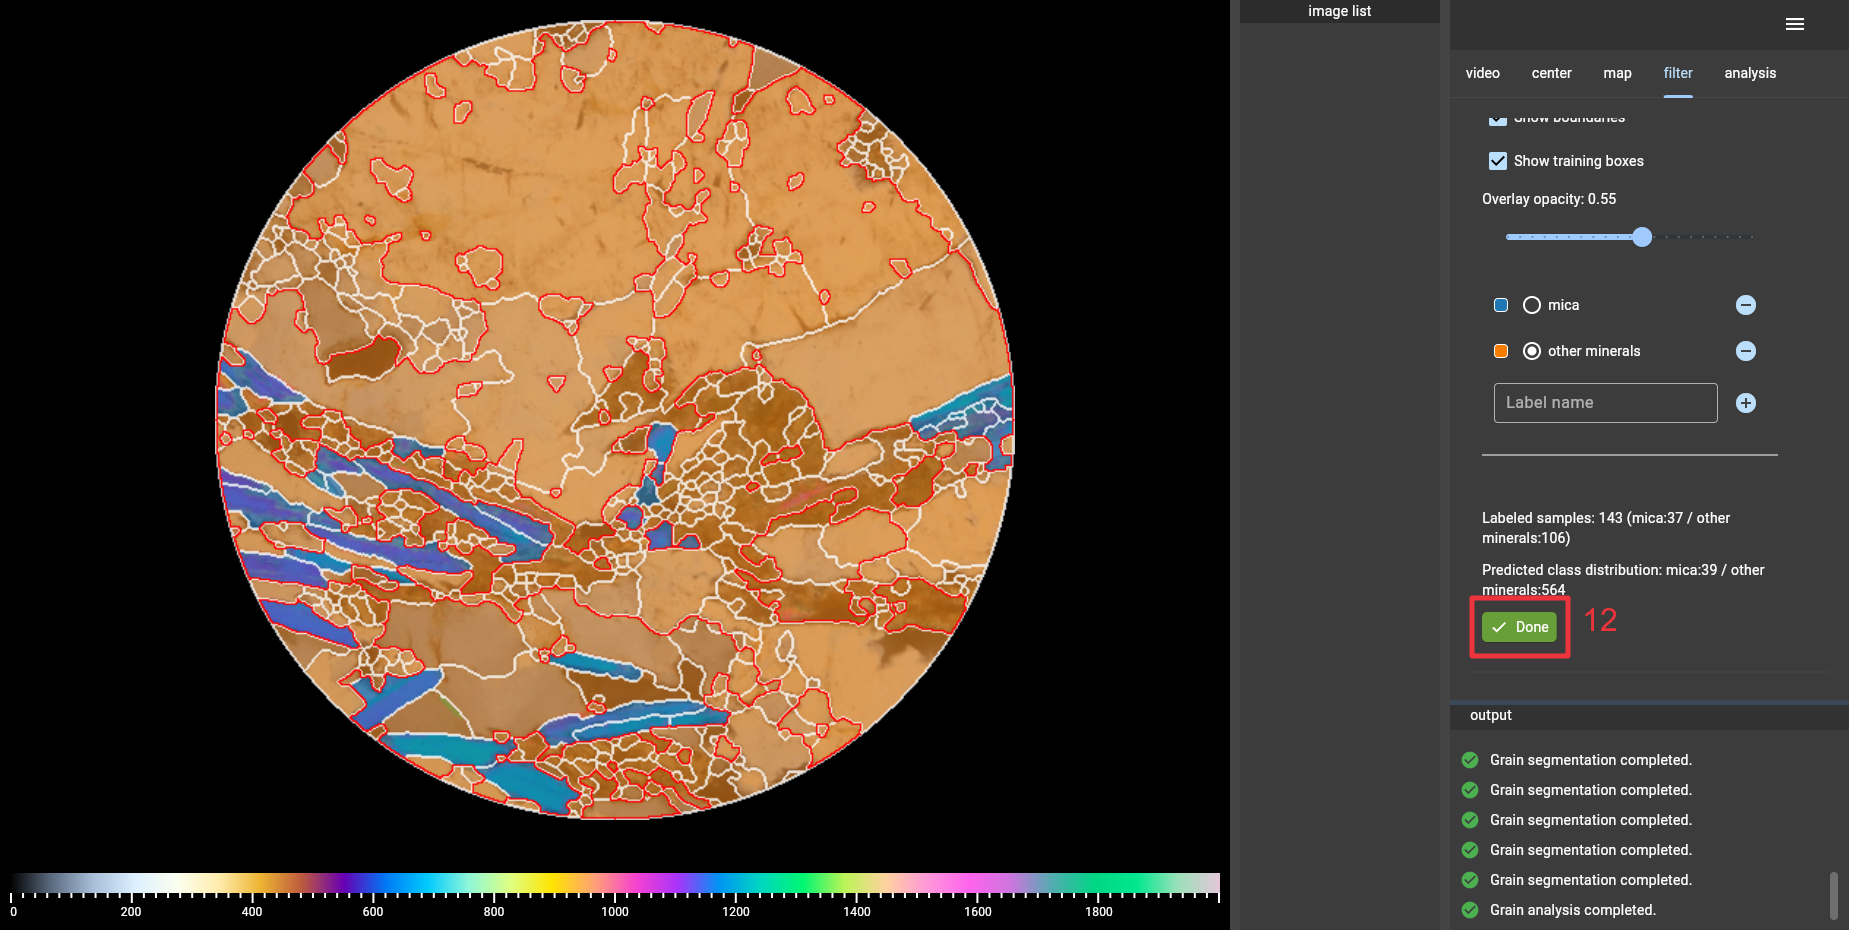 image list
video center map filter analysis
Show boundaries
Show training boxes
Overlay opacity: 0.55
mica
other minerals
Label name
Labeled samples: 143 (mica:37 / other
minerals:106)
Predicted class distribution: mica:39 / other
minerals:564
Done 12
output
Grain segmentation completed.
Grain segmentation completed.
Grain segmentation completed.
Grain segmentation completed.
Grain segmentation completed.
Grain analysis completed.
0 200 400 600 800 1000 1200 1400 1600 1800